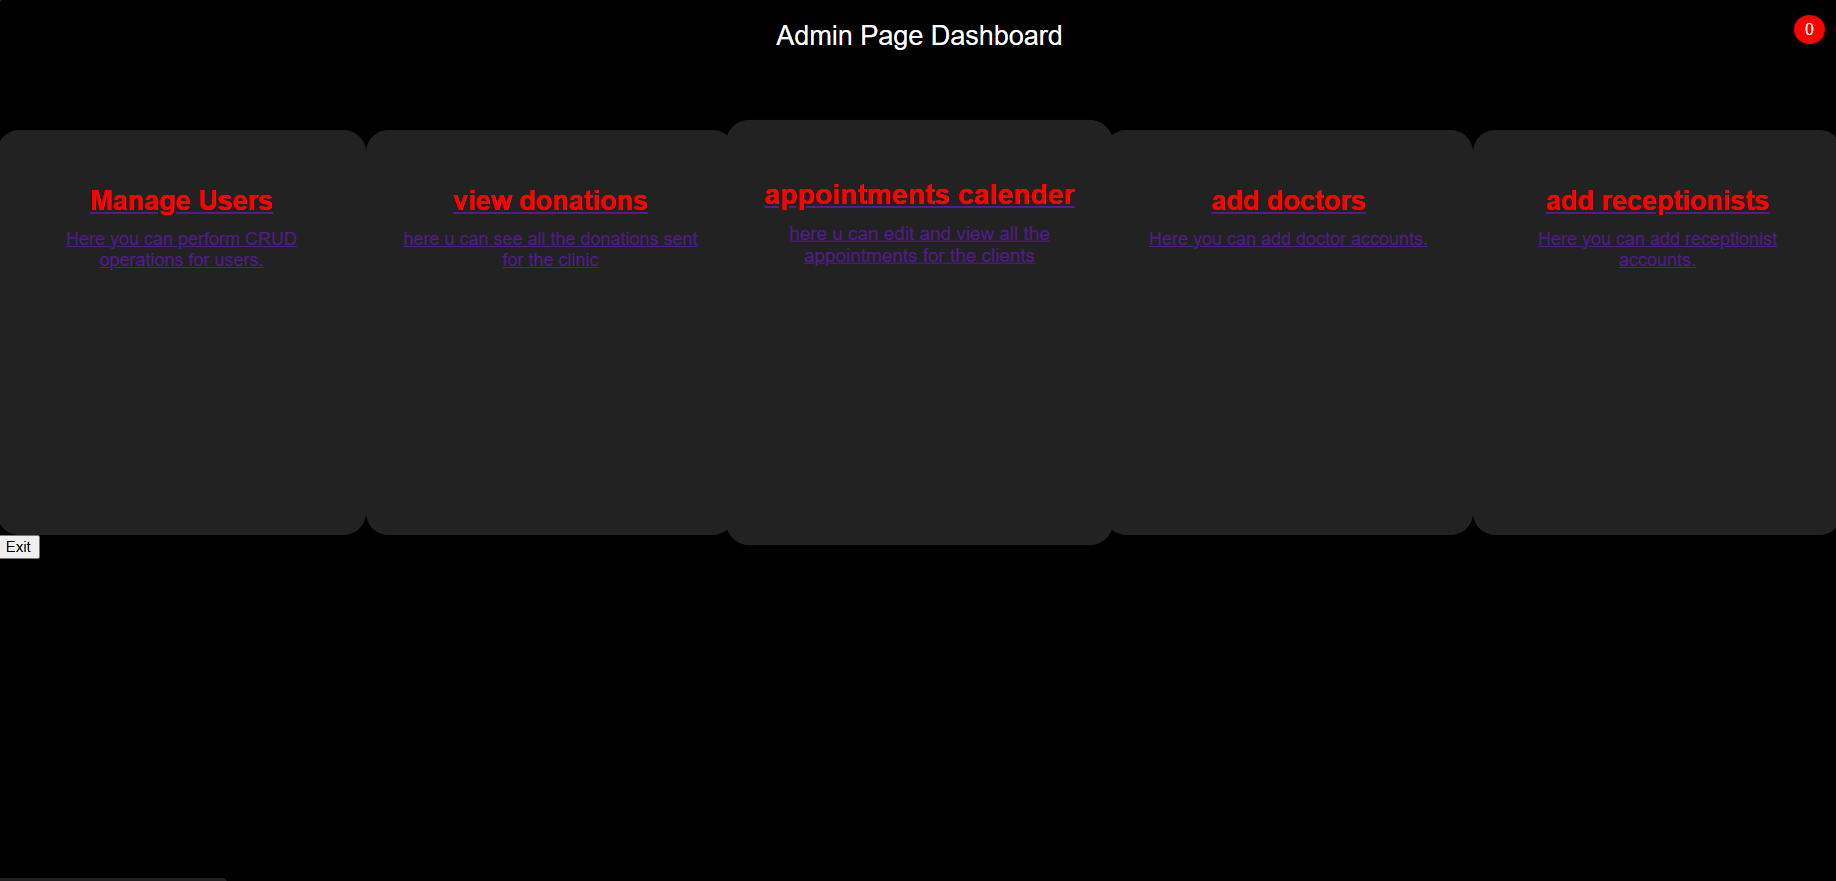 Admin Page Dashboard
0
Manage Users
Here you can perform CRUD
operations for users.
view donations
here u can see all the donations sent
for the clinic
appointments calender
here u can edit and view all the
appointments for the clients
add doctors
Here you can add doctor accounts.
add receptionists
Here you can add receptionist
accounts.
Exit